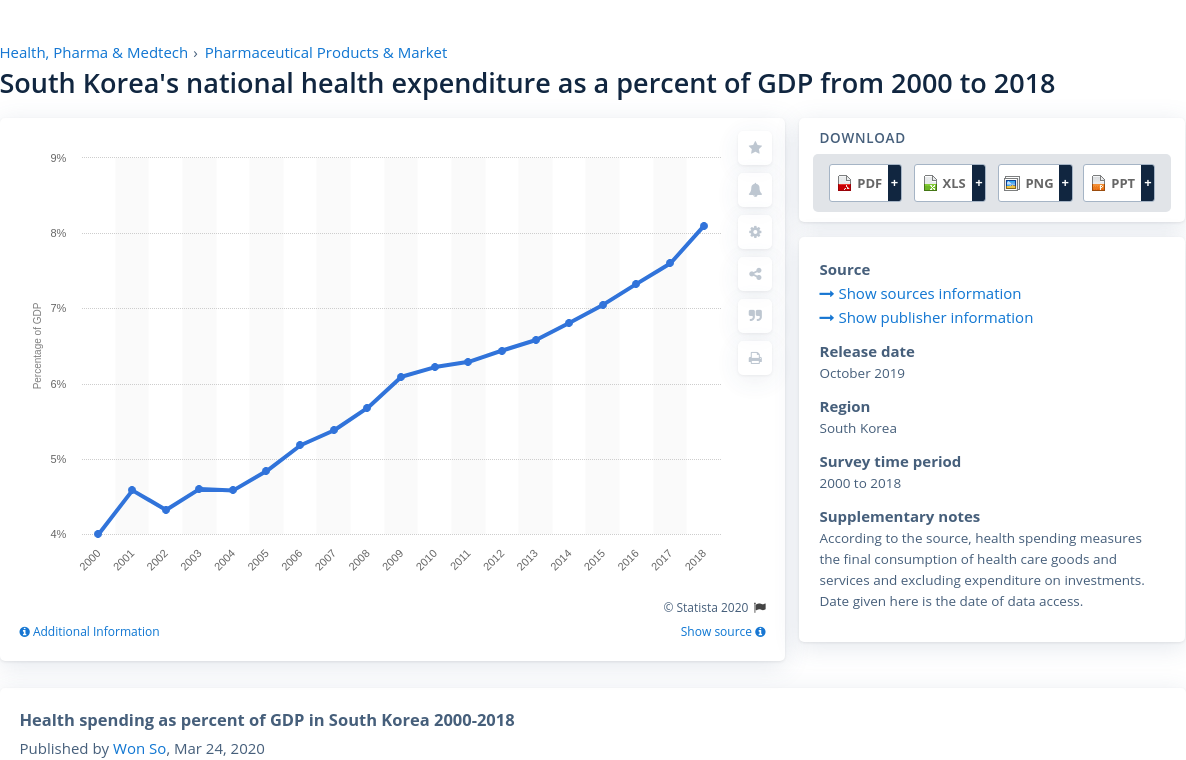 Health, Pharma & Medtech › Pharmaceutical Products & Market
South Korea's national health expenditure as a percent of GDP from 2000 to 2018
9%
8%
7%
6%
5%
4%
Percentage of GDP
2000
2001
2002
2003
2004
2005
2006
2007
2008
2009
2010
2011
2012
2013
2014
2015
2016
2017
2018
© Statista 2020
Additional Information
Show source
DOWNLOAD
PDF + XLS + PNG + PPT +
Source
Show sources information
Show publisher information
Release date
October 2019
Region
South Korea
Survey time period
2000 to 2018
Supplementary notes
According to the source, health spending measures
the final consumption of health care goods and
services and excluding expenditure on investments.
Date given here is the date of data access.
Health spending as percent of GDP in South Korea 2000-2018
Published by Won So, Mar 24, 2020